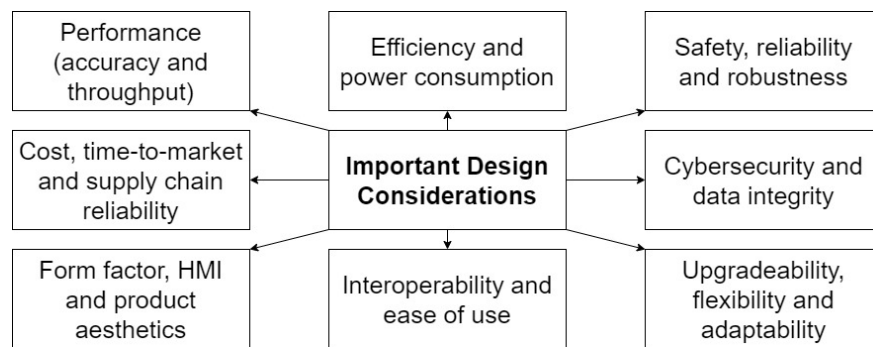 Performance
(accuracy and
throughput)
Efficiency and
power consumption
Safety, reliability
and robustness
Cost, time-to-market
and supply chain
reliability
Important Design
Considerations
Cybersecurity and
data integrity
Form factor, HMI
and product
aesthetics
Interoperability and
ease of use
Upgradeability,
flexibility and
adaptability